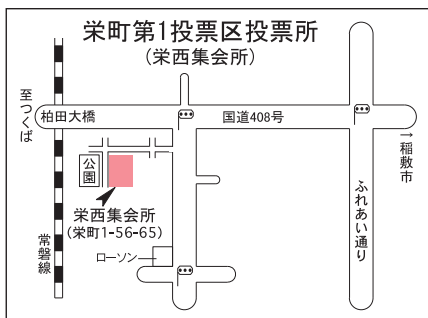 栄町第1投票区投票所
(栄西集会所)
至つくば
柏田大橋
国道408号
→稲敷市
公園
栄西集会所
(栄町1-56-65)
ふれあい通り
常磐線
ローソン